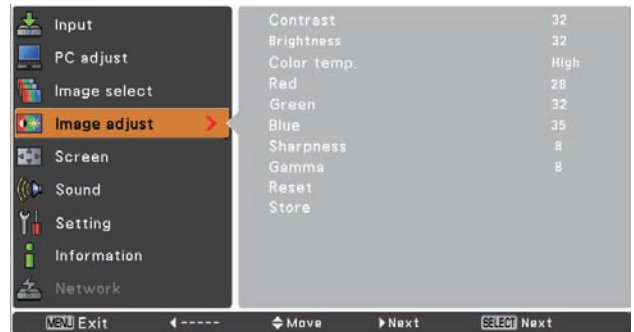 Input
PC adjust
Image select
Image adjust
Screen
Sound
Setting
Information
Network
Contrast 32
Brightness 32
Color temp. High
Red 28
Green 32
Blue 35
Sharpness 8
Gamma 8
Reset
Store
MENU Exit ----- Move Next SELECT Next